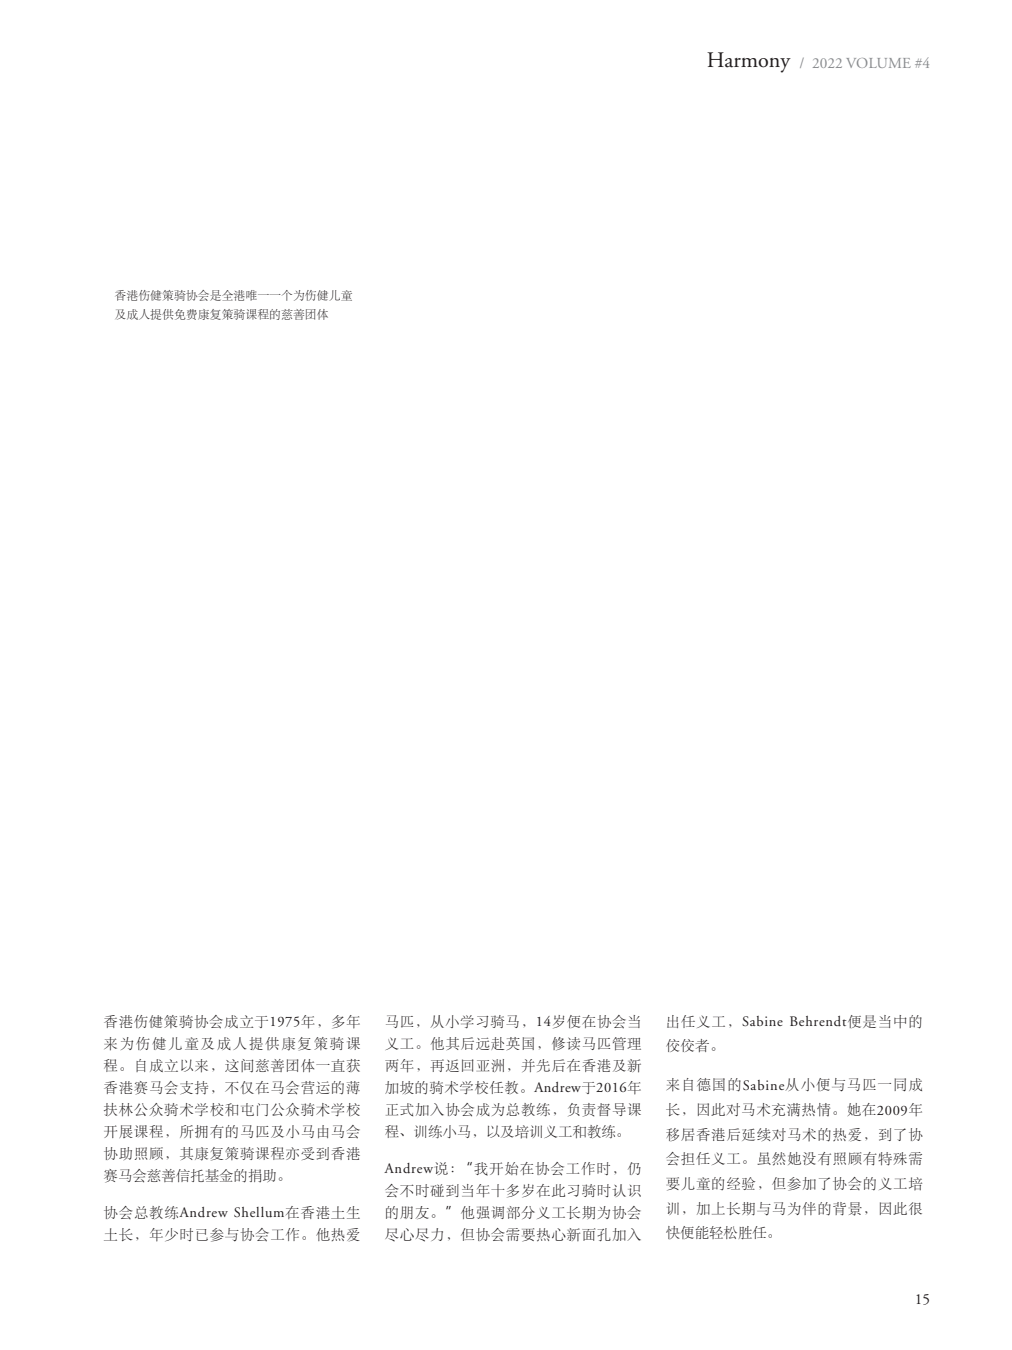 Harmony / 2022 VOLUME #4
香港伤健策骑协会是全港唯一一个为伤健儿童
及成人提供免费康复策骑课程的慈善团体
香港伤健策骑协会成立于1975年，多年
来为伤健儿童及成人提供康复策骑课
程。自成立以来，这间慈善团体一直获
香港赛马会支持，不仅在马会营运的薄
扶林公众骑术学校和屯门公众骑术学校
开展课程，所拥有的马匹及小马由马会
协助照顾，其康复策骑课程亦受到香港
赛马会慈善信托基金的捐助。
协会总教练Andrew Shellum在香港土生
土长，年少时已参与协会工作。他热爱
马匹，从小学习骑马，14岁便在协会当
义工。他其后远赴英国，修读马匹管理
两年，再返回亚洲，并先后在香港及新
加坡的骑术学校任教。Andrew于2016年
正式加入协会成为总教练，负责督导课
程、训练小马，以及培训义工和教练。
Andrew说：“我开始在协会工作时，仍
会不时碰到当年十多岁在此习骑时认识
的朋友。”他强调部分义工长期为协会
尽心尽力，但协会需要热心新面孔加入
出任义工，Sabine Behrendt便是当中的
佼佼者。
来自德国的Sabine从小便与马匹一同成
长，因此对马术充满热情。她在2009年
移居香港后延续对马术的热爱，到了协
会担任义工。虽然她没有照顾有特殊需
要儿童的经验，但参加了协会的义工培
训，加上长期与马为伴的背景，因此很
快便能轻松胜任。
15